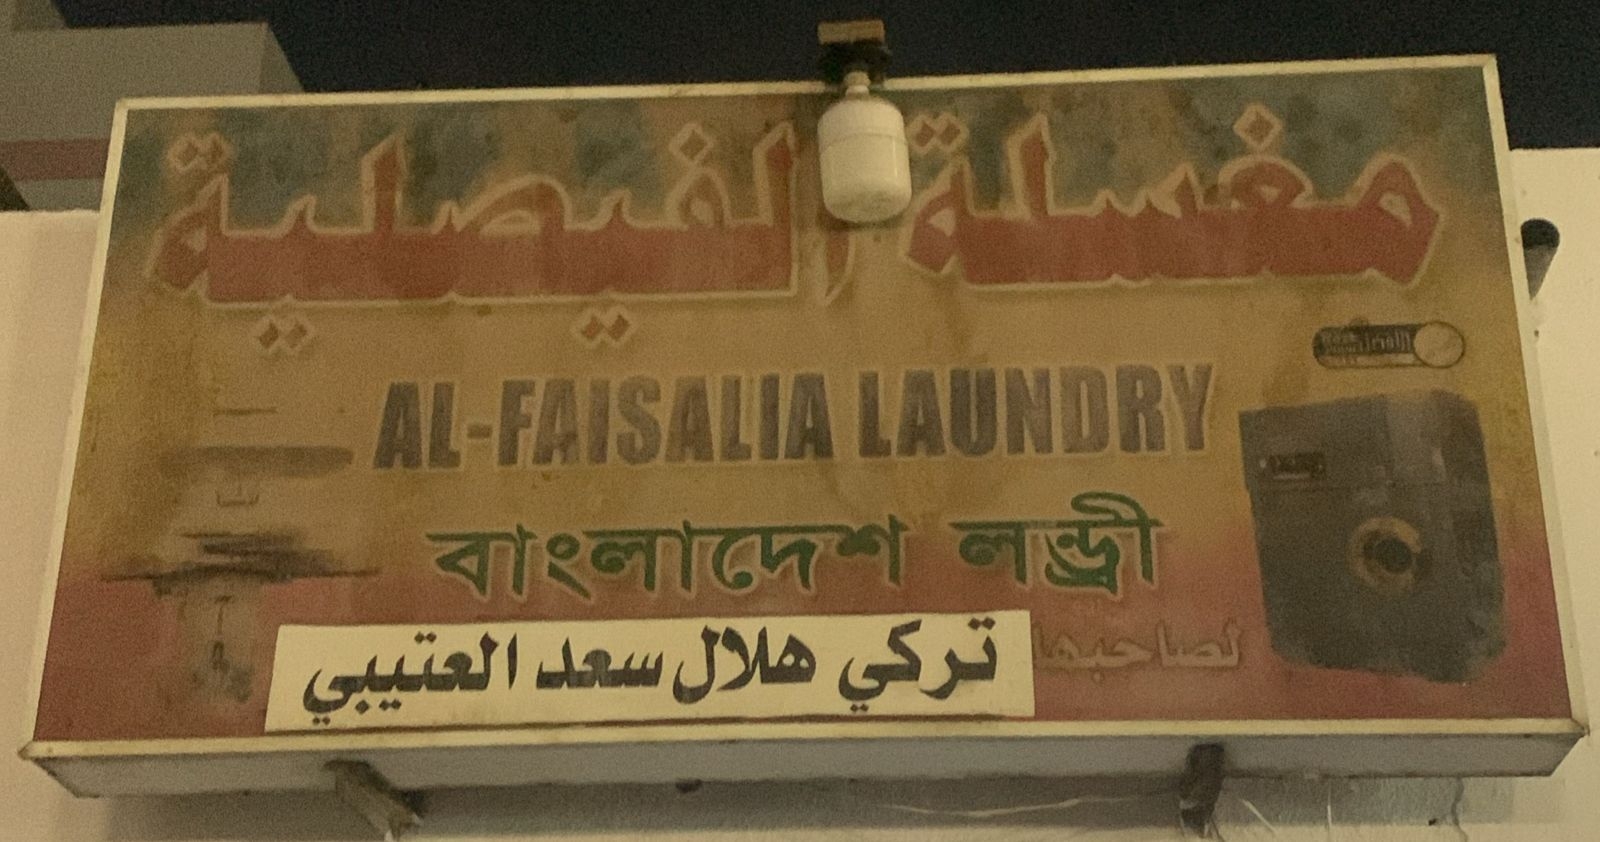 مغسلة الفيصلية
AL-FAISALIA LAUNDRY
বাংলাদেশ লন্ড্রী
لصاحبها
تركي هلال سعد العتيبي